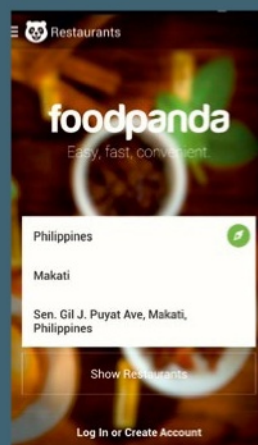 Restaurants
foodpanda
Easy, fast, convenient.
Philippines
Makati
Sen. Gil J. Puyat Ave, Makati,
Philippines
Show Restaurants
Log In or Create Account